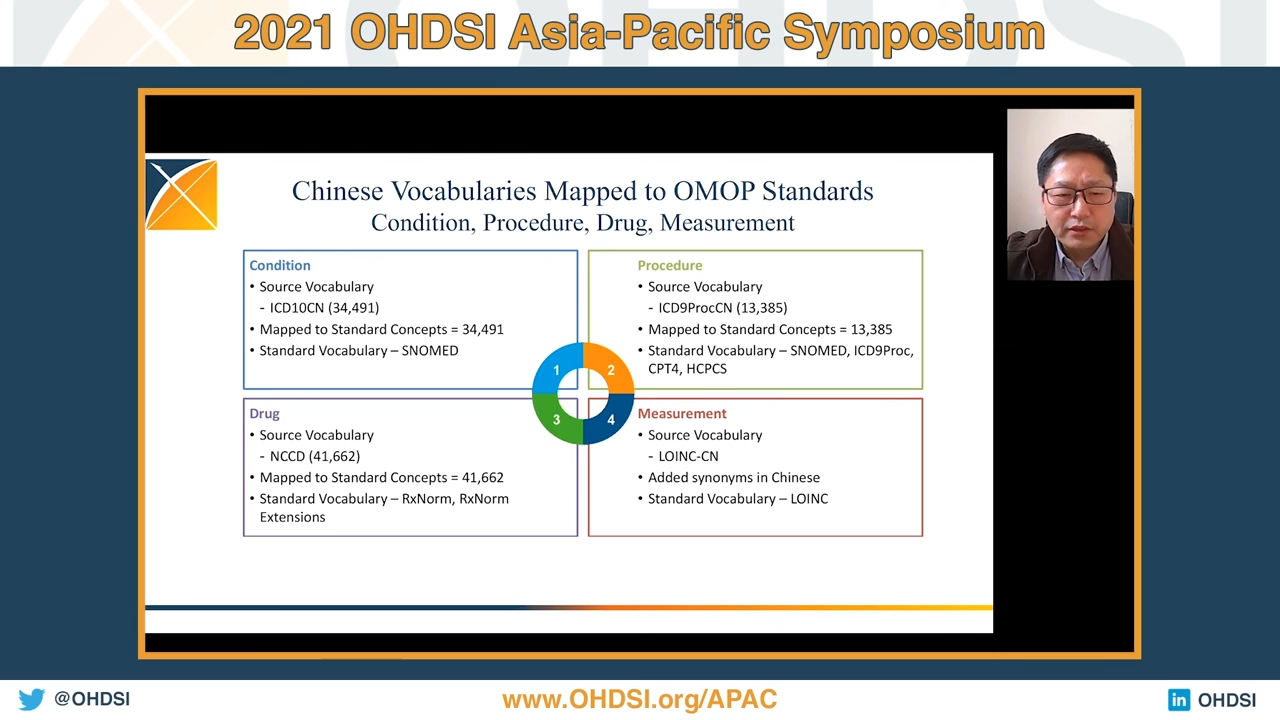 2021 OHDSI Asia-Pacific Symposium
Chinese Vocabularies Mapped to OMOP Standards
Condition, Procedure, Drug, Measurement
Condition
• Source Vocabulary
- ICD10CN (34,491)
• Mapped to Standard Concepts = 34,491
• Standard Vocabulary – SNOMED
Procedure
• Source Vocabulary
- ICD9ProcCN (13,385)
• Mapped to Standard Concepts = 13,385
• Standard Vocabulary – SNOMED, ICD9Proc,
CPT4, HCPCS
1
2
3
4
Drug
• Source Vocabulary
- NCCD (41,662)
• Mapped to Standard Concepts = 41,662
• Standard Vocabulary – RxNorm, RxNorm
Extensions
Measurement
• Source Vocabulary
- LOINC-CN
• Added synonyms in Chinese
• Standard Vocabulary – LOINC
@OHDSI
www.OHDSI.org/APAC
in OHDSI